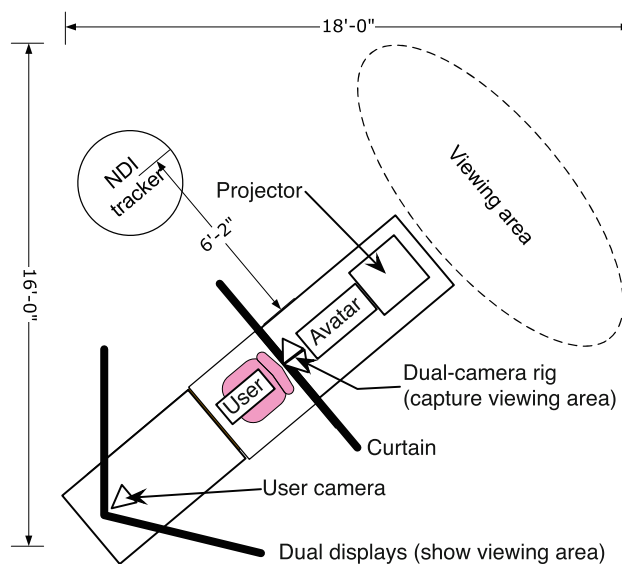 18'-0"
16'-0"
NDI
tracker
6'-2"
Projector
Viewing area
Avatar
User
Dual-camera rig
(capture viewing area)
Curtain
User camera
Dual displays (show viewing area)